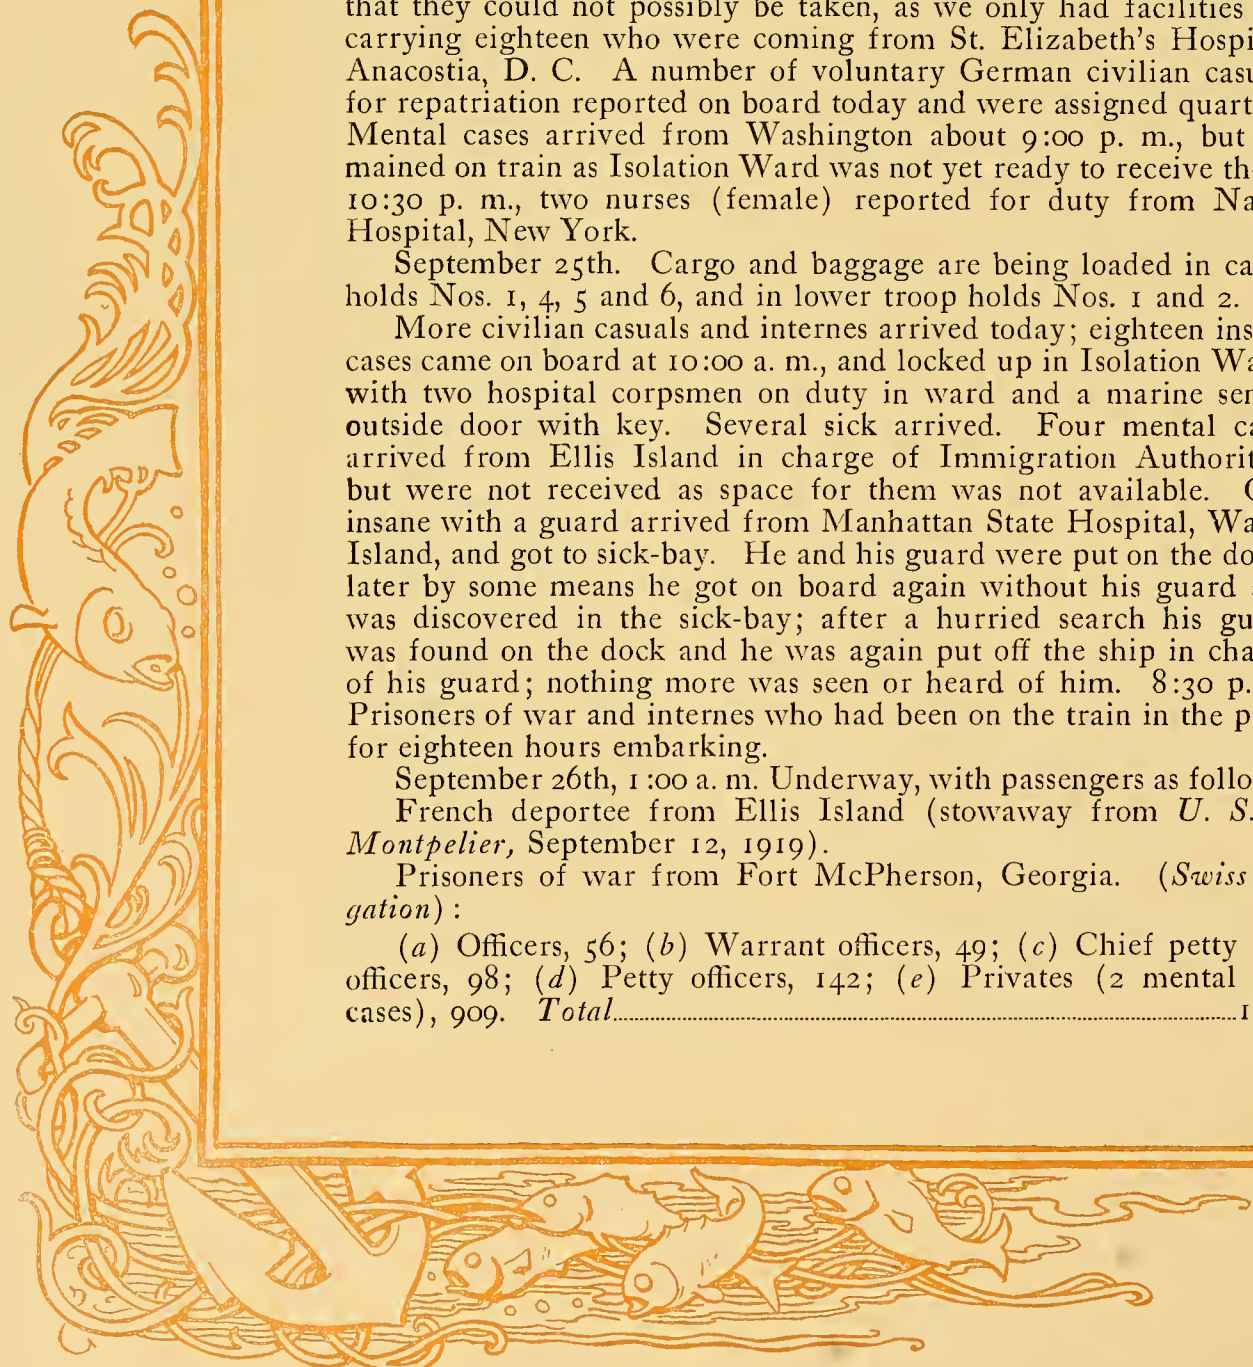 that they could not possibly be taken, as we only had facilities
carrying eighteen who were coming from St. Elizabeth's Hospi
Anacostia, D. C. A number of voluntary German civilian casu
for repatriation reported on board today and were assigned quart
Mental cases arrived from Washington about 9:00 p. m., but
mained on train as Isolation Ward was not yet ready to receive th
10:30 p. m., two nurses (female) reported for duty from Na
Hospital, New York.
September 25th. Cargo and baggage are being loaded in ca
holds Nos. 1, 4, 5 and 6, and in lower troop holds Nos. 1 and 2.
More civilian casuals and internes arrived today; eighteen ins
cases came on board at 10:00 a. m., and locked up in Isolation Wa
with two hospital corpsmen on duty in ward and a marine sen
outside door with key. Several sick arrived. Four mental ca
arrived from Ellis Island in charge of Immigration Authorit
but were not received as space for them was not available.
insane with a guard arrived from Manhattan State Hospital, Wa
Island, and got to sick-bay. He and his guard were put on the do
later by some means he got on board again without his guard
was discovered in the sick-bay; after a hurried search his gu
was found on the dock and he was again put off the ship in cha
of his guard; nothing more was seen or heard of him. 8:30 p.
Prisoners of war and internes who had been on the train in the p
for eighteen hours embarking.
September 26th, 1:00 a. m. Underway, with passengers as follo
French deportee from Ellis Island (stowaway from U. S.
Montpelier, September 12, 1919).
Prisoners of war from Fort McPherson, Georgia. (Swiss
gation) :
(a) Officers, 56; (b) Warrant officers, 49; (c) Chief petty
officers, 98; (d) Petty officers, 142; (e) Privates (2 mental
cases), 909. Total........1